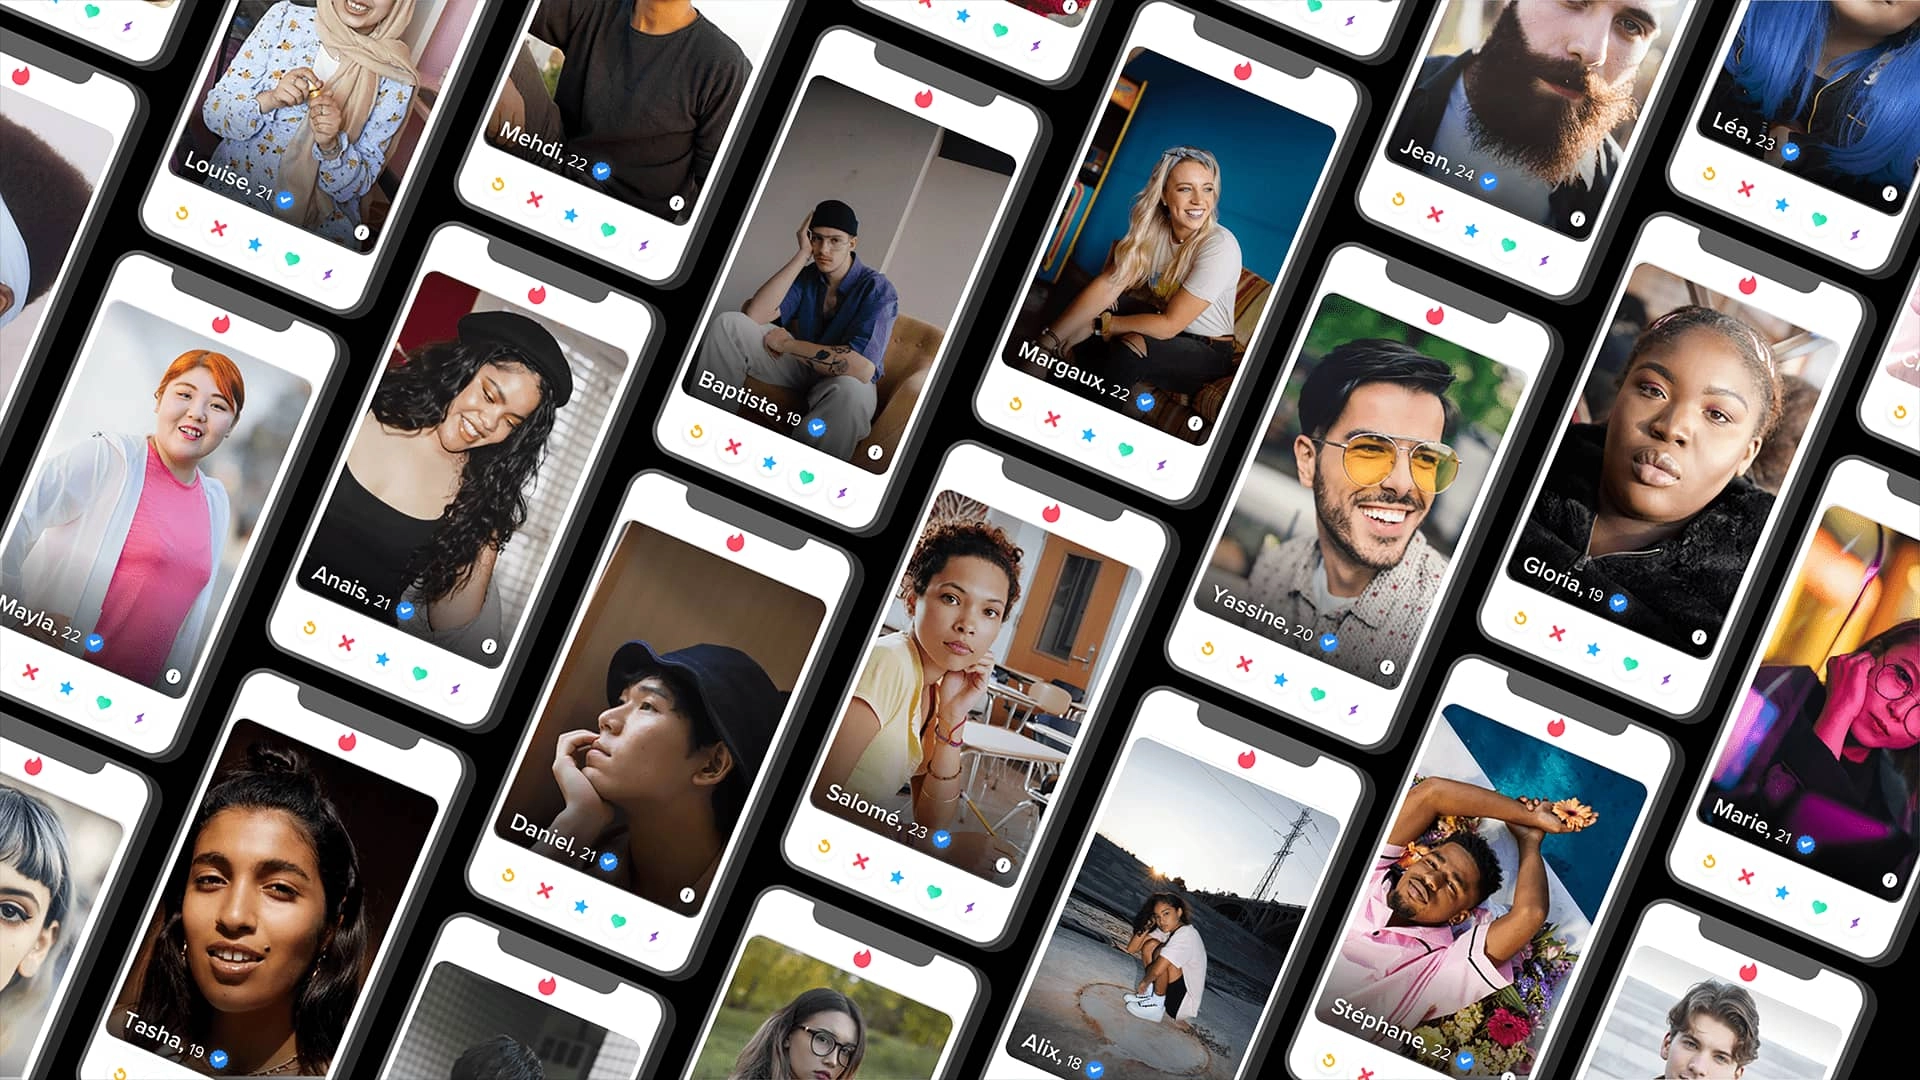 Louise, 21
Mehdi, 22
Jean, 24
Léa, 23
Baptiste, 19
Margaux, 22
Mayla, 22
Anais, 21
Yassine, 20
Gloria, 19
Daniel, 21
Salomé, 23
Marie, 21
Tasha, 19
Alix, 18
Stéphane, 22